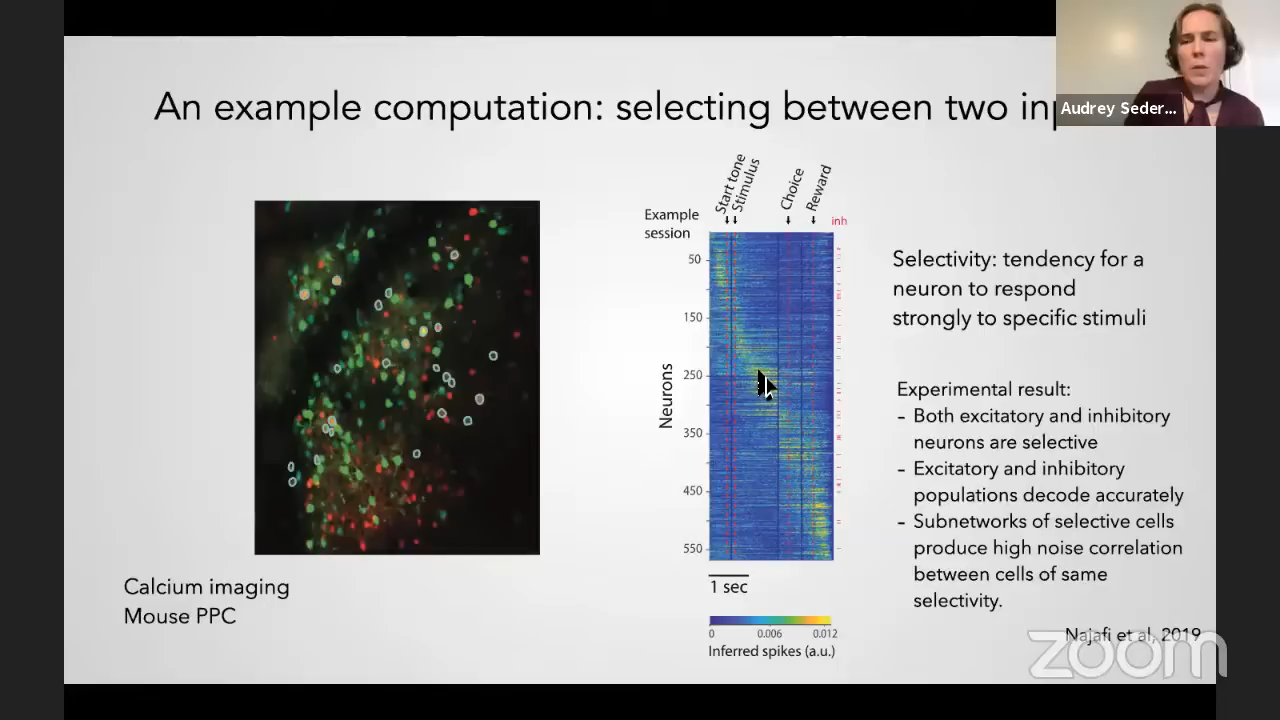 An example computation: selecting between two
Audrey Seder...
Start tone
Stimulus
Choice
Reward
Example
session
inh
50
150
250
350
450
550
Neurons
1 sec
0
0.006
0.012
Inferred spikes (a.u.)
Calcium imaging
Mouse PPC
Selectivity: tendency for a
neuron to respond
strongly to specific stimuli
Experimental result:
- Both excitatory and inhibitory
neurons are selective
- Excitatory and inhibitory
populations decode accurately
- Subnetworks of selective cells
produce high noise correlation
between cells of same
selectivity.
Najafi et al, 2019
zoom